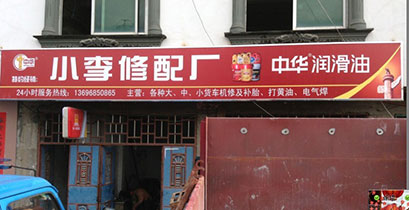 小李修配厂
中华®润滑油
24小时服务热线：13696850865 主营：各种大、中、小货车机修及补胎、打黄油、电气焊